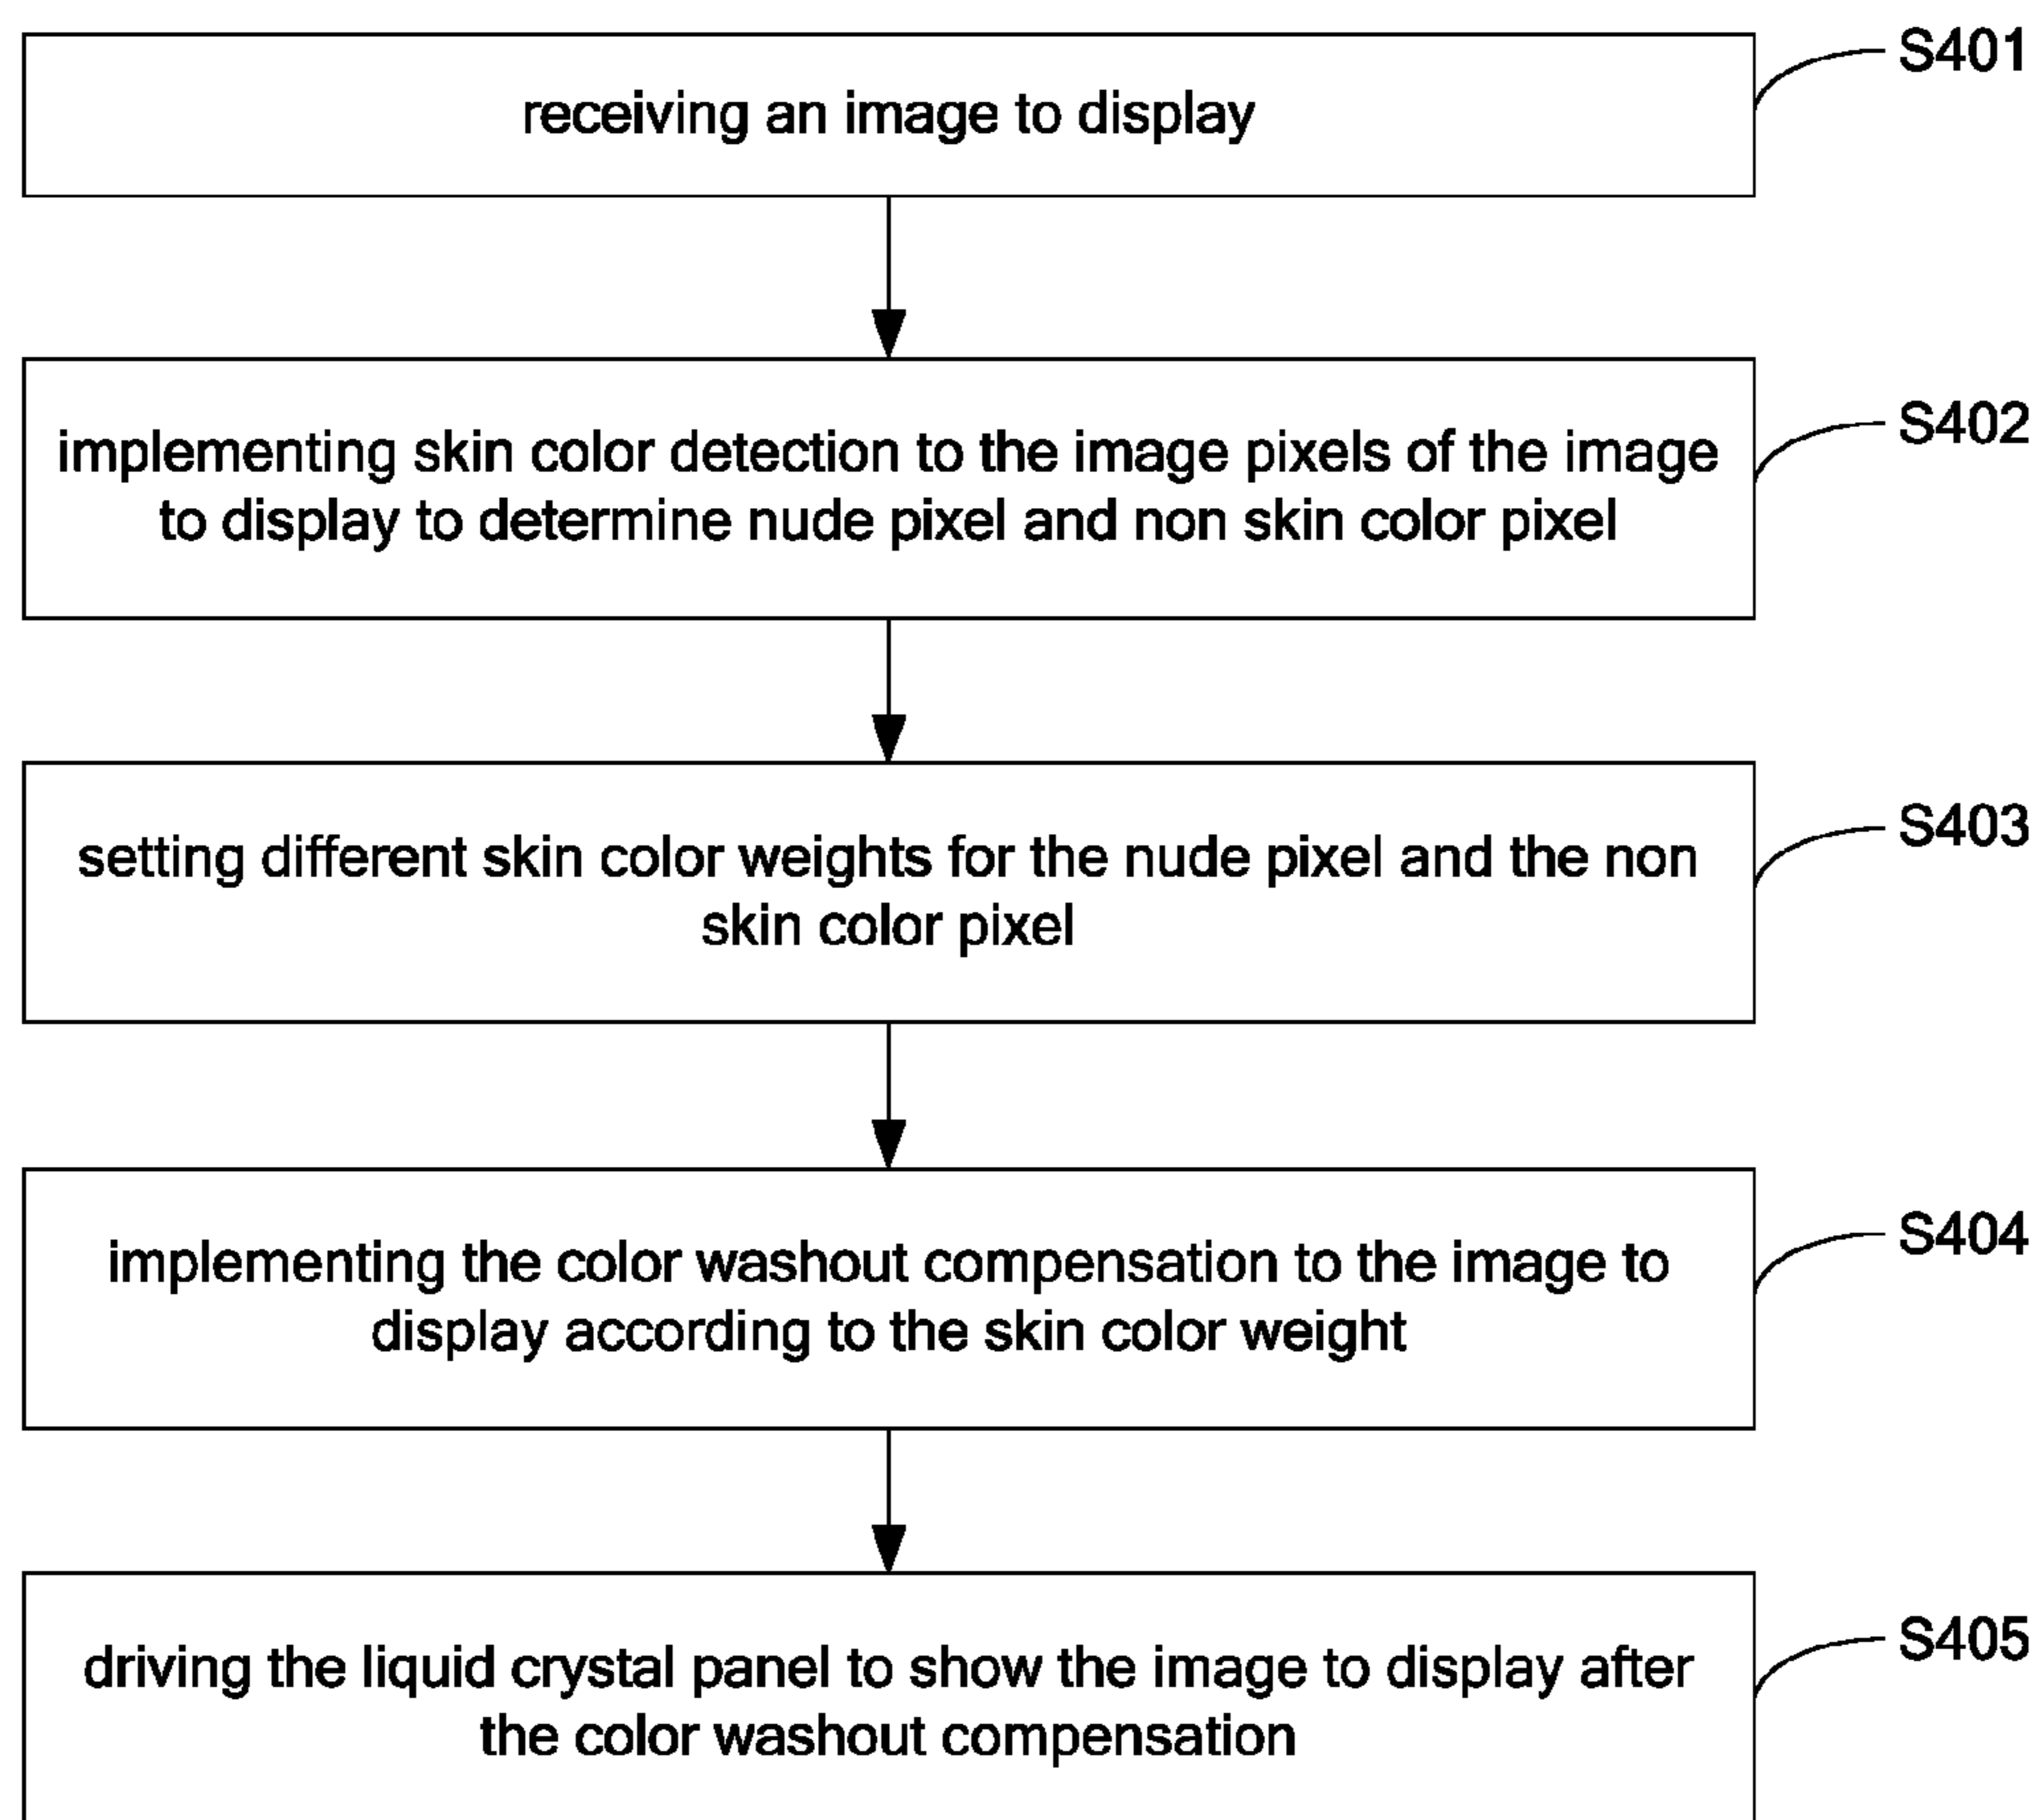 receiving an image to display
S401
implementing skin color detection to the image pixels of the image
to display to determine nude pixel and non skin color pixel
S402
setting different skin color weights for the nude pixel and the non
skin color pixel
S403
implementing the color washout compensation to the image to
display according to the skin color weight
S404
driving the liquid crystal panel to show the image to display after
the color washout compensation
S405